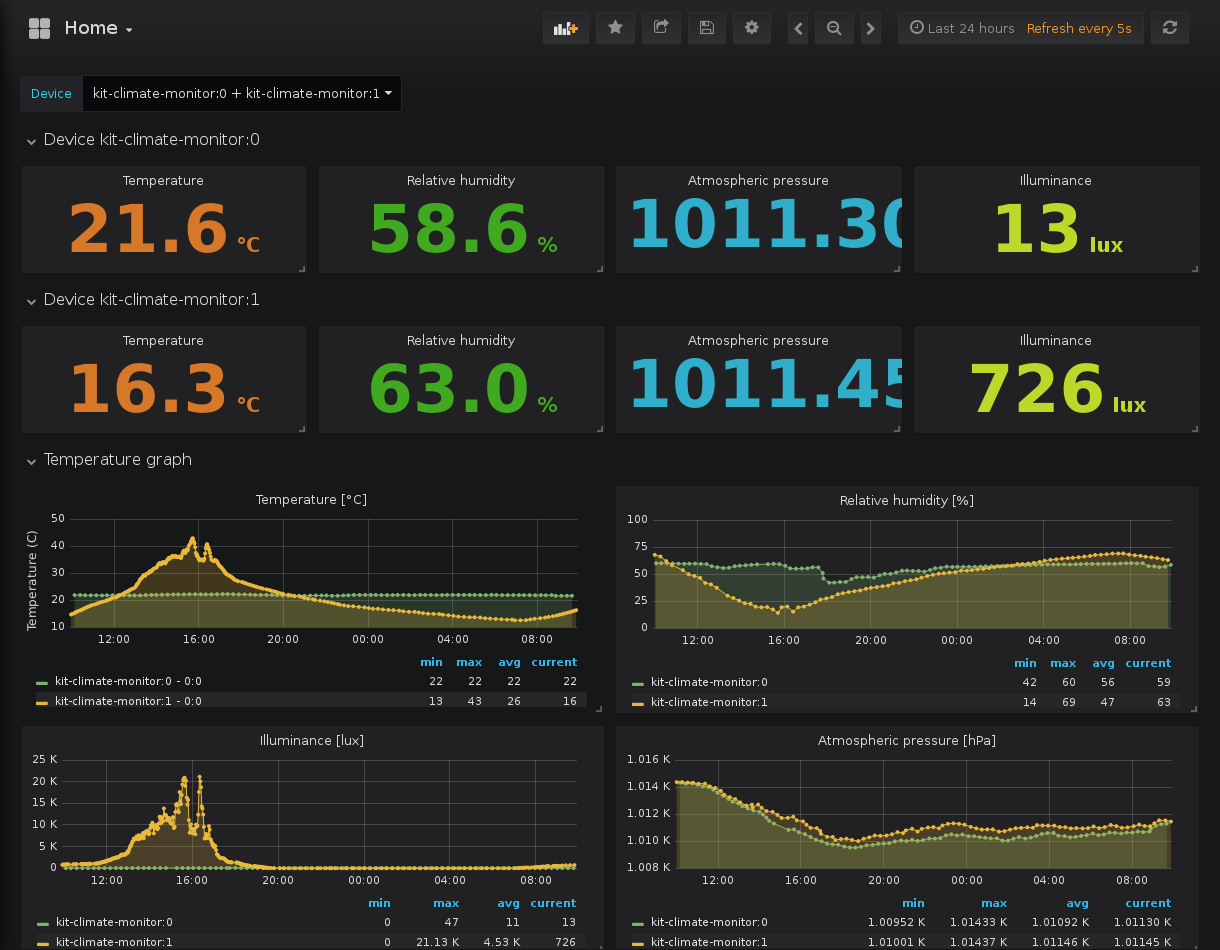 Home
Last 24 hours Refresh every 5s
Device kit-climate-monitor:0 + kit-climate-monitor:1
Device kit-climate-monitor:0
Temperature Relative humidity Atmospheric pressure Illuminance
21.6 °C 58.6 % 1011.30 13 lux
Device kit-climate-monitor:1
Temperature Relative humidity Atmospheric pressure Illuminance
16.3 °C 63.0 % 1011.45 726 lux
Temperature graph
Temperature [°C]
Temperature (C)
50
40
30
20
10
12:00 16:00 20:00 00:00 04:00 08:00
min max avg current
kit-climate-monitor:0 - 0:0 22 22 22 22
kit-climate-monitor:1 - 0:0 13 43 26 16
Relative humidity [%]
100
75
50
25
0
12:00 16:00 20:00 00:00 04:00 08:00
min max avg current
kit-climate-monitor:0 42 60 56 59
kit-climate-monitor:1 14 69 47 63
Illuminance [lux]
25 K
20 K
15 K
10 K
5 K
0
12:00 16:00 20:00 00:00 04:00 08:00
min max avg current
kit-climate-monitor:0 0 47 11 13
kit-climate-monitor:1 0 21.13 K 4.53 K 726
Atmospheric pressure [hPa]
1.016 K
1.014 K
1.012 K
1.010 K
1.008 K
12:00 16:00 20:00 00:00 04:00 08:00
min max avg current
kit-climate-monitor:0 1.00952 K 1.01433 K 1.01092 K 1.01130 K
kit-climate-monitor:1 1.01001 K 1.01437 K 1.01146 K 1.01145 K